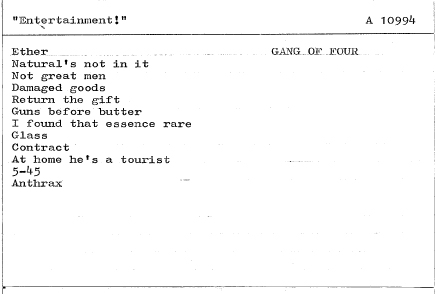 "Entertainment!" A 10994
Ether GANG OF FOUR
Natural's not in it
Not great men
Damaged goods
Return the gift
Guns before butter
I found that essence rare
Glass
Contract
At home he's a tourist
5-45
Anthrax